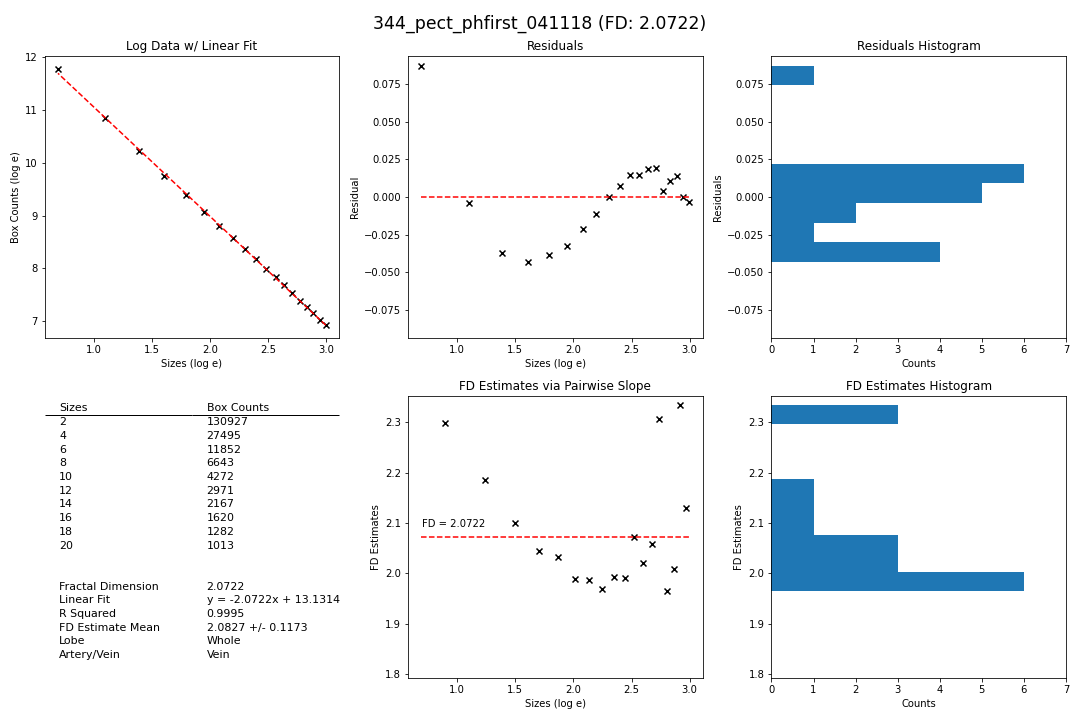 344_pect_phfirst_041118 (FD: 2.0722)
Log Data w/ Linear Fit
Box Counts (log e)
12
11
10
9
8
7
1.0 1.5 2.0 2.5 3.0
Sizes (log e)
Residuals
Residual
0.075
0.050
0.025
0.000
−0.025
−0.050
−0.075
1.0 1.5 2.0 2.5 3.0
Sizes (log e)
Residuals Histogram
Residuals
0.075
0.050
0.025
0.000
−0.025
−0.050
−0.075
0 1 2 3 4 5 6 7
Counts
Sizes Box Counts
2 130927
4 27495
6 11852
8 6643
10 4272
12 2971
14 2167
16 1620
18 1282
20 1013
Fractal Dimension 2.0722
Linear Fit y = -2.0722x + 13.1314
R Squared 0.9995
FD Estimate Mean 2.0827 +/- 0.1173
Lobe Whole
Artery/Vein Vein
FD Estimates via Pairwise Slope
FD Estimates
2.3
2.2
2.1
2.0
1.9
1.8
FD = 2.0722
1.0 1.5 2.0 2.5 3.0
Sizes (log e)
FD Estimates Histogram
FD Estimates
2.3
2.2
2.1
2.0
1.9
1.8
0 1 2 3 4 5 6 7
Counts